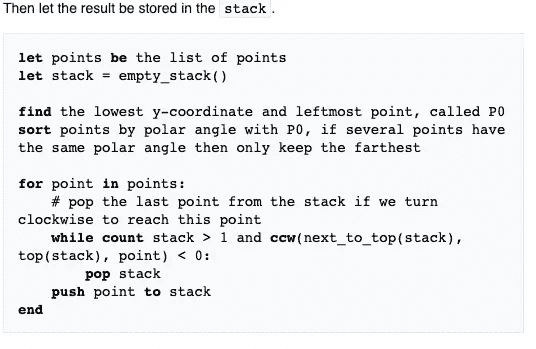 Then let the result be stored in the stack .
let points be the list of points
let stack = empty_stack()
find the lowest y-coordinate and leftmost point, called P0
sort points by polar angle with P0, if several points have
the same polar angle then only keep the farthest
for point in points:
# pop the last point from the stack if we turn
clockwise to reach this point
while count stack > 1 and ccw(next_to_top(stack),
top(stack), point) < 0:
pop stack
push point to stack
end